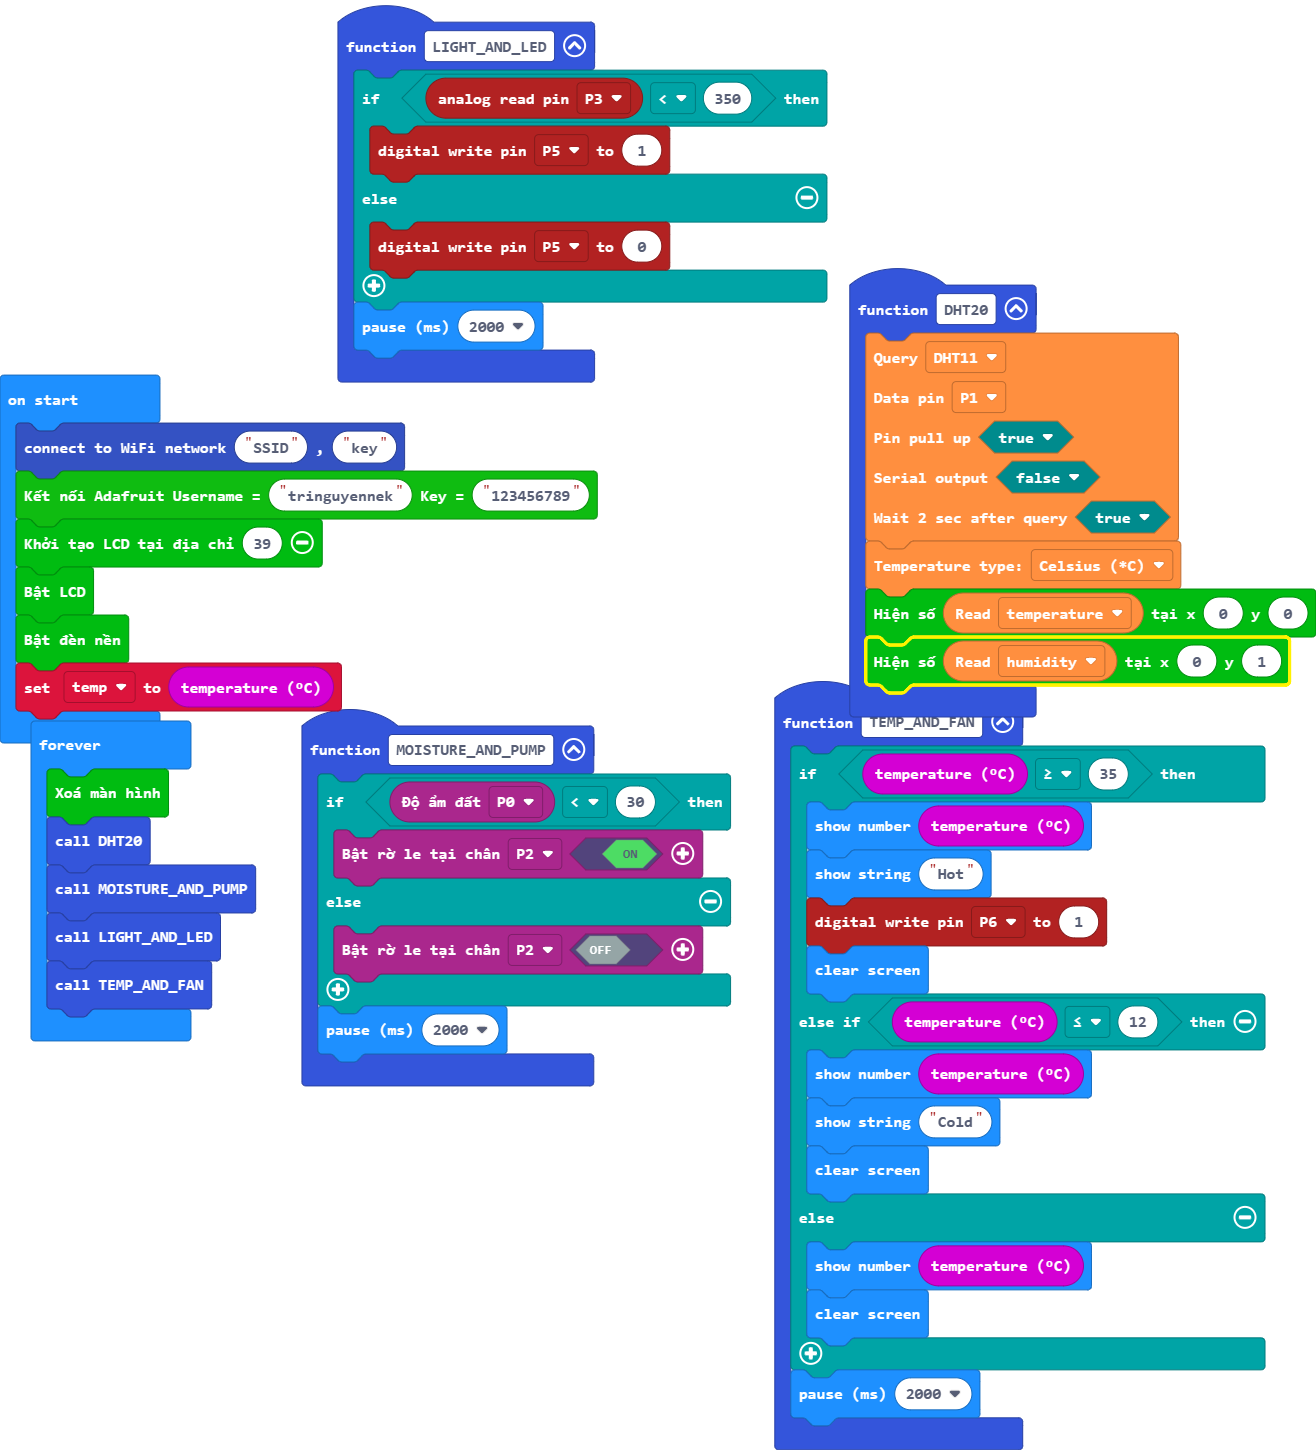 function LIGHT_AND_LED
if analog read pin P3 < 350 then
digital write pin P5 to 1
else
digital write pin P5 to 0
pause (ms) 2000
on start
connect to WiFi network "SSID" , "key"
Kết nối Adafruit Username = "tringuyennek" Key = "123456789"
Khởi tạo LCD tại địa chỉ 39
Bật LCD
Bật đèn nền
set temp to temperature (ºC)
forever
Xoá màn hình
call DHT20
call MOISTURE_AND_PUMP
call LIGHT_AND_LED
call TEMP_AND_FAN
function MOISTURE_AND_PUMP
if Độ ẩm đất P0 < 30 then
Bật rờ le tại chân P2 ON
else
Bật rờ le tại chân P2 OFF
pause (ms) 2000
function DHT20
Query DHT11
Data pin P1
Pin pull up true
Serial output false
Wait 2 sec after query true
Temperature type: Celsius (*C)
Hiện số Read temperature tại x 0 y 0
Hiện số Read humidity tại x 0 y 1
function TEMP_AND_FAN
if temperature (ºC) ≥ 35 then
show number temperature (ºC)
show string "Hot"
digital write pin P6 to 1
clear screen
else if temperature (ºC) ≤ 12 then
show number temperature (ºC)
show string "Cold"
clear screen
else
show number temperature (ºC)
clear screen
pause (ms) 2000